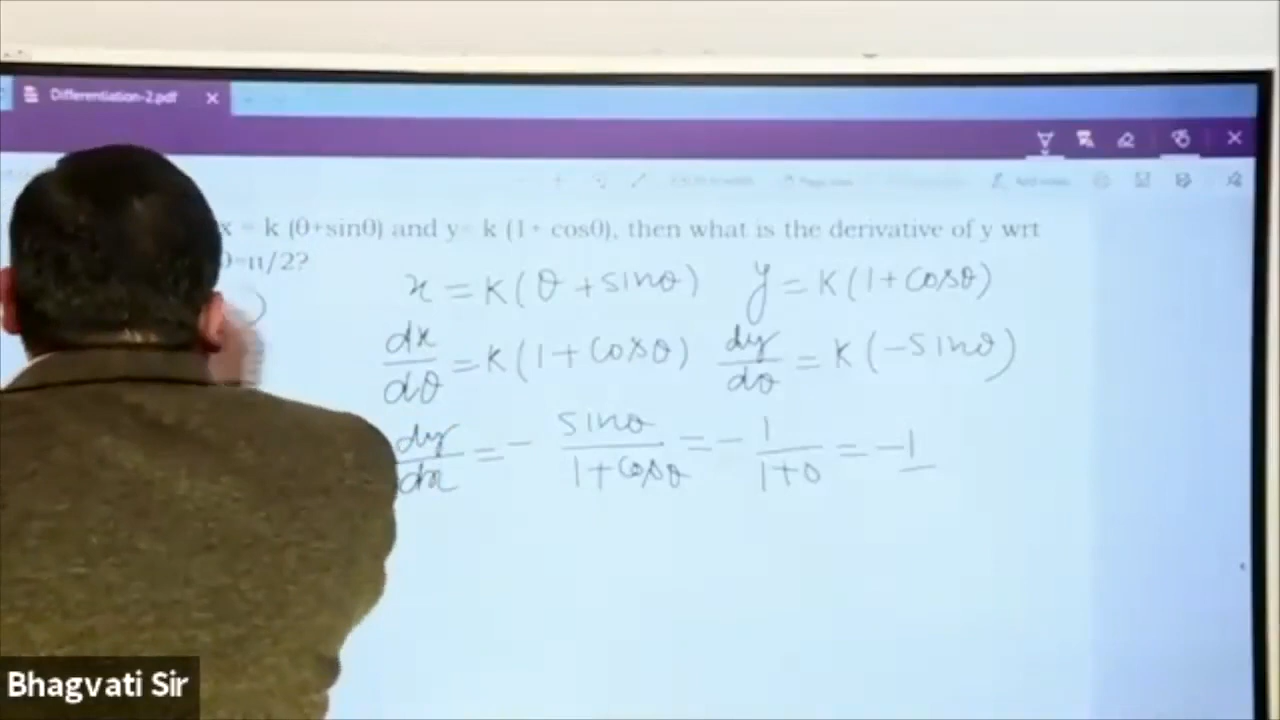 Differentiation-2.pdf
x = k (θ+sinθ) and y= k (1+ cosθ), then what is the derivative of y wrt
θ=π/2?
x = K(θ + sinθ) y = K(1 + cosθ)
dx/dθ = K(1 + cosθ) dy/dθ = K(-sinθ)
dy/dx = - sinθ/1+cosθ = - 1/1+0 = -1
Bhagvati Sir